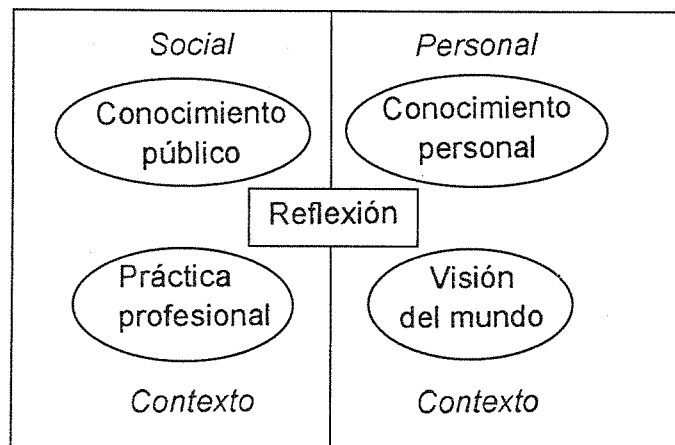 Social
Personal
Conocimiento
público
Conocimiento
personal
Reflexión
Práctica
profesional
Visión
del mundo
Contexto
Contexto